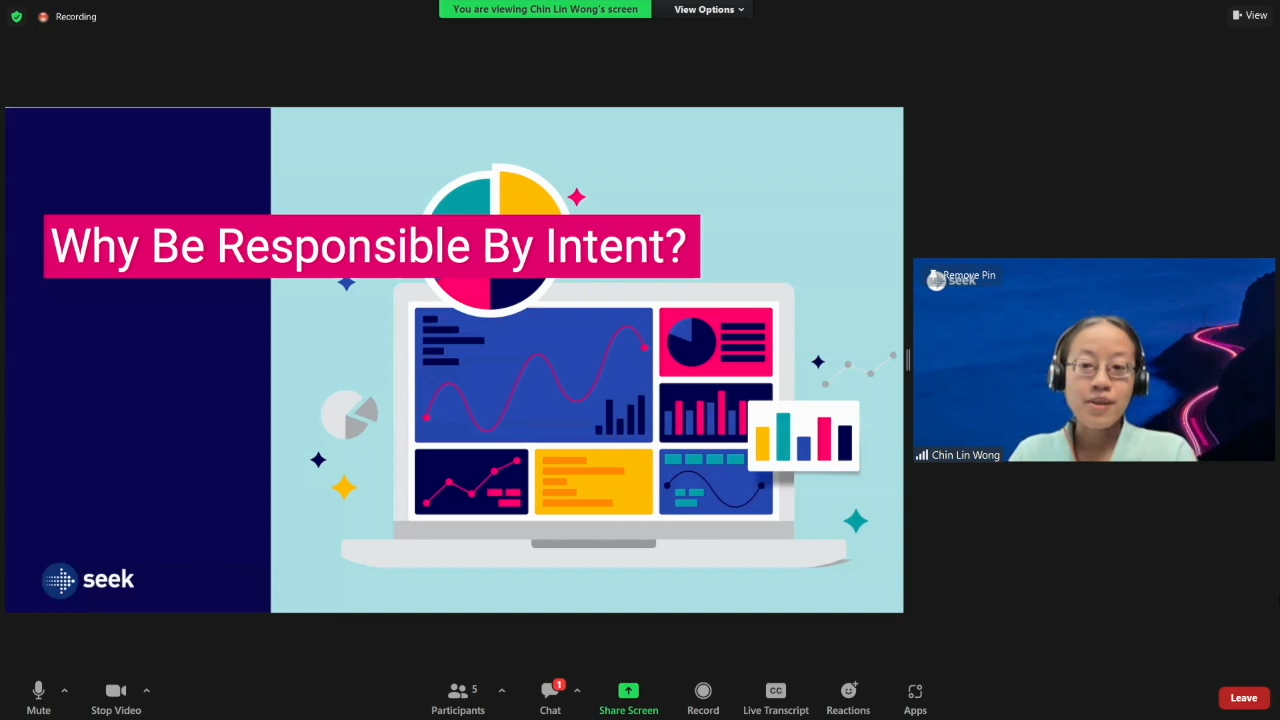 Recording
You are viewing Chin Lin Wong's screen
View Options
View
Why Be Responsible By Intent?
seek
Remove Pin
seek
Chin Lin Wong
Mute
Stop Video
5
Participants
1
Chat
Share Screen
Record
CC
Live Transcript
Reactions
Apps
Leave